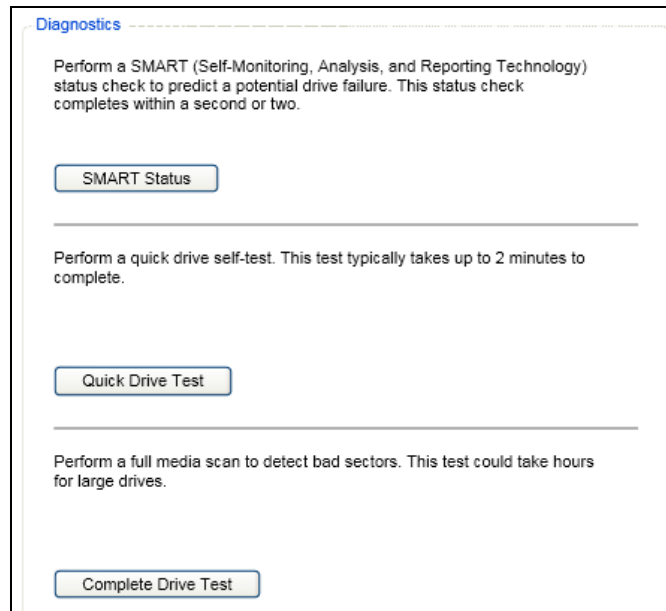 Diagnostics
Perform a SMART (Self-Monitoring, Analysis, and Reporting Technology)
status check to predict a potential drive failure. This status check
completes within a second or two.
SMART Status
Perform a quick drive self-test. This test typically takes up to 2 minutes to
complete.
Quick Drive Test
Perform a full media scan to detect bad sectors. This test could take hours
for large drives.
Complete Drive Test